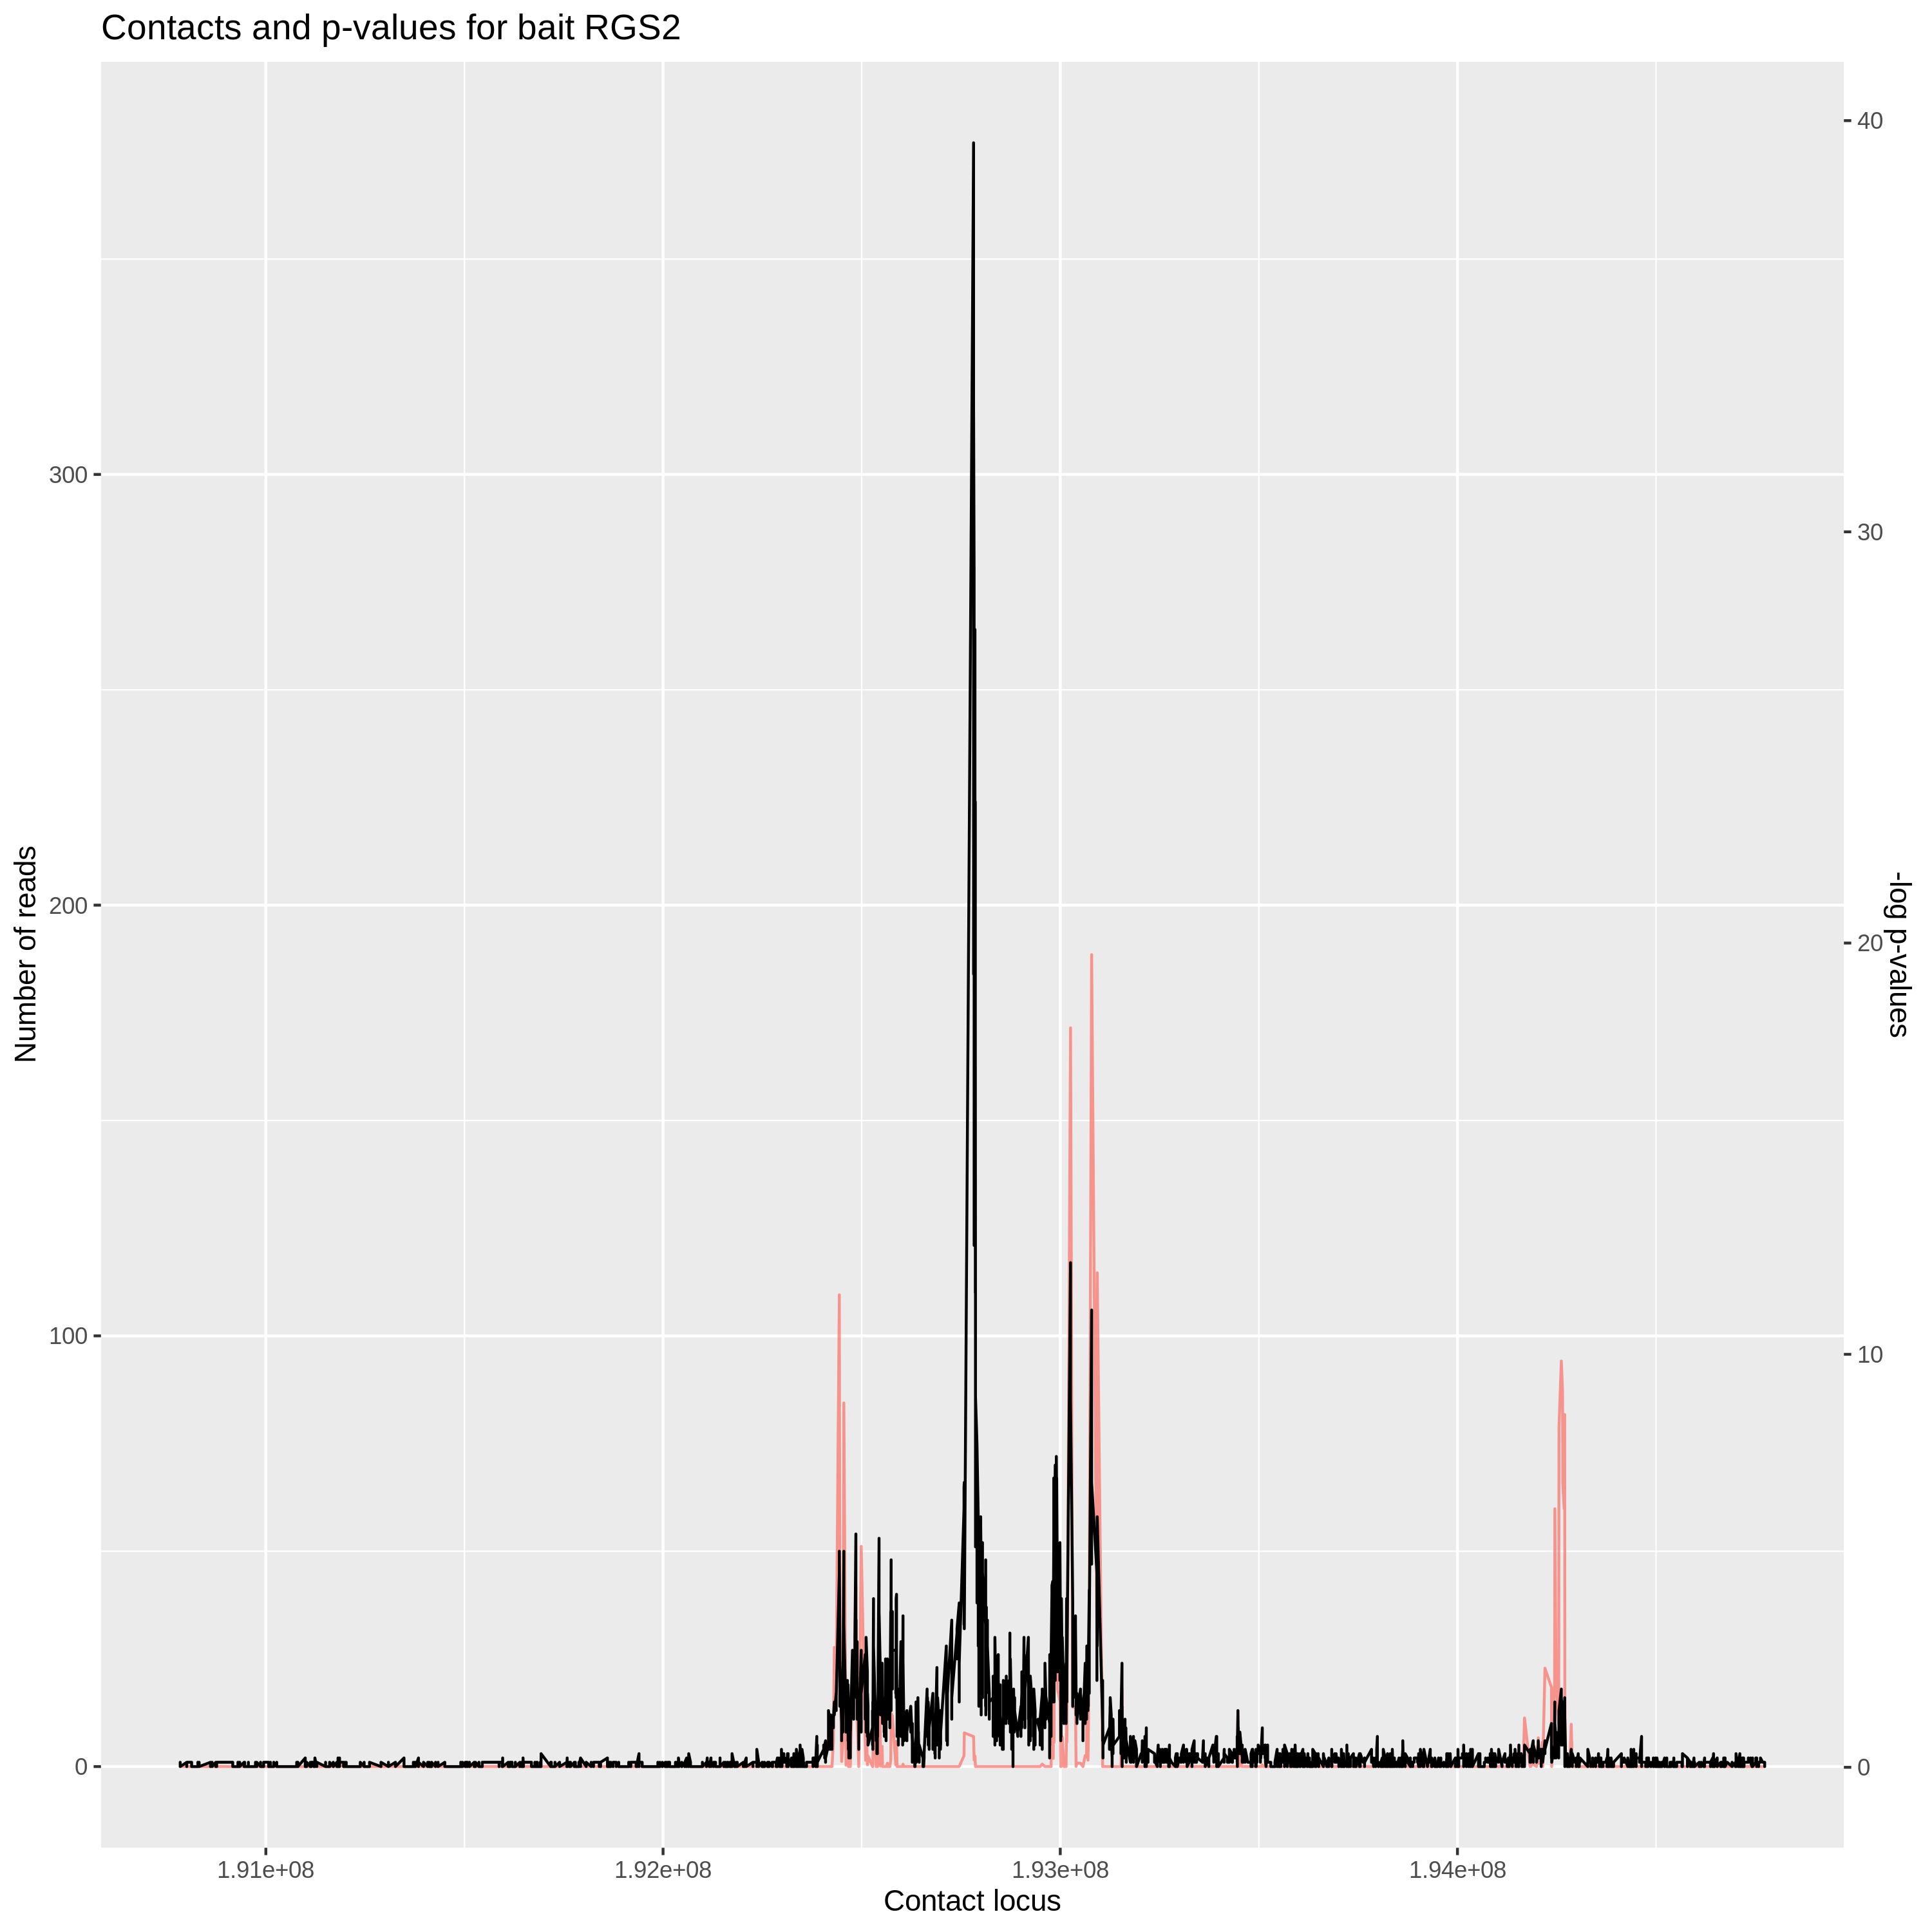 Contacts and p-values for bait RGS2
Number of reads
300
200
100
0
40
30
20
10
0
-log p-values
1.91e+08
1.92e+08
1.93e+08
1.94e+08
Contact locus